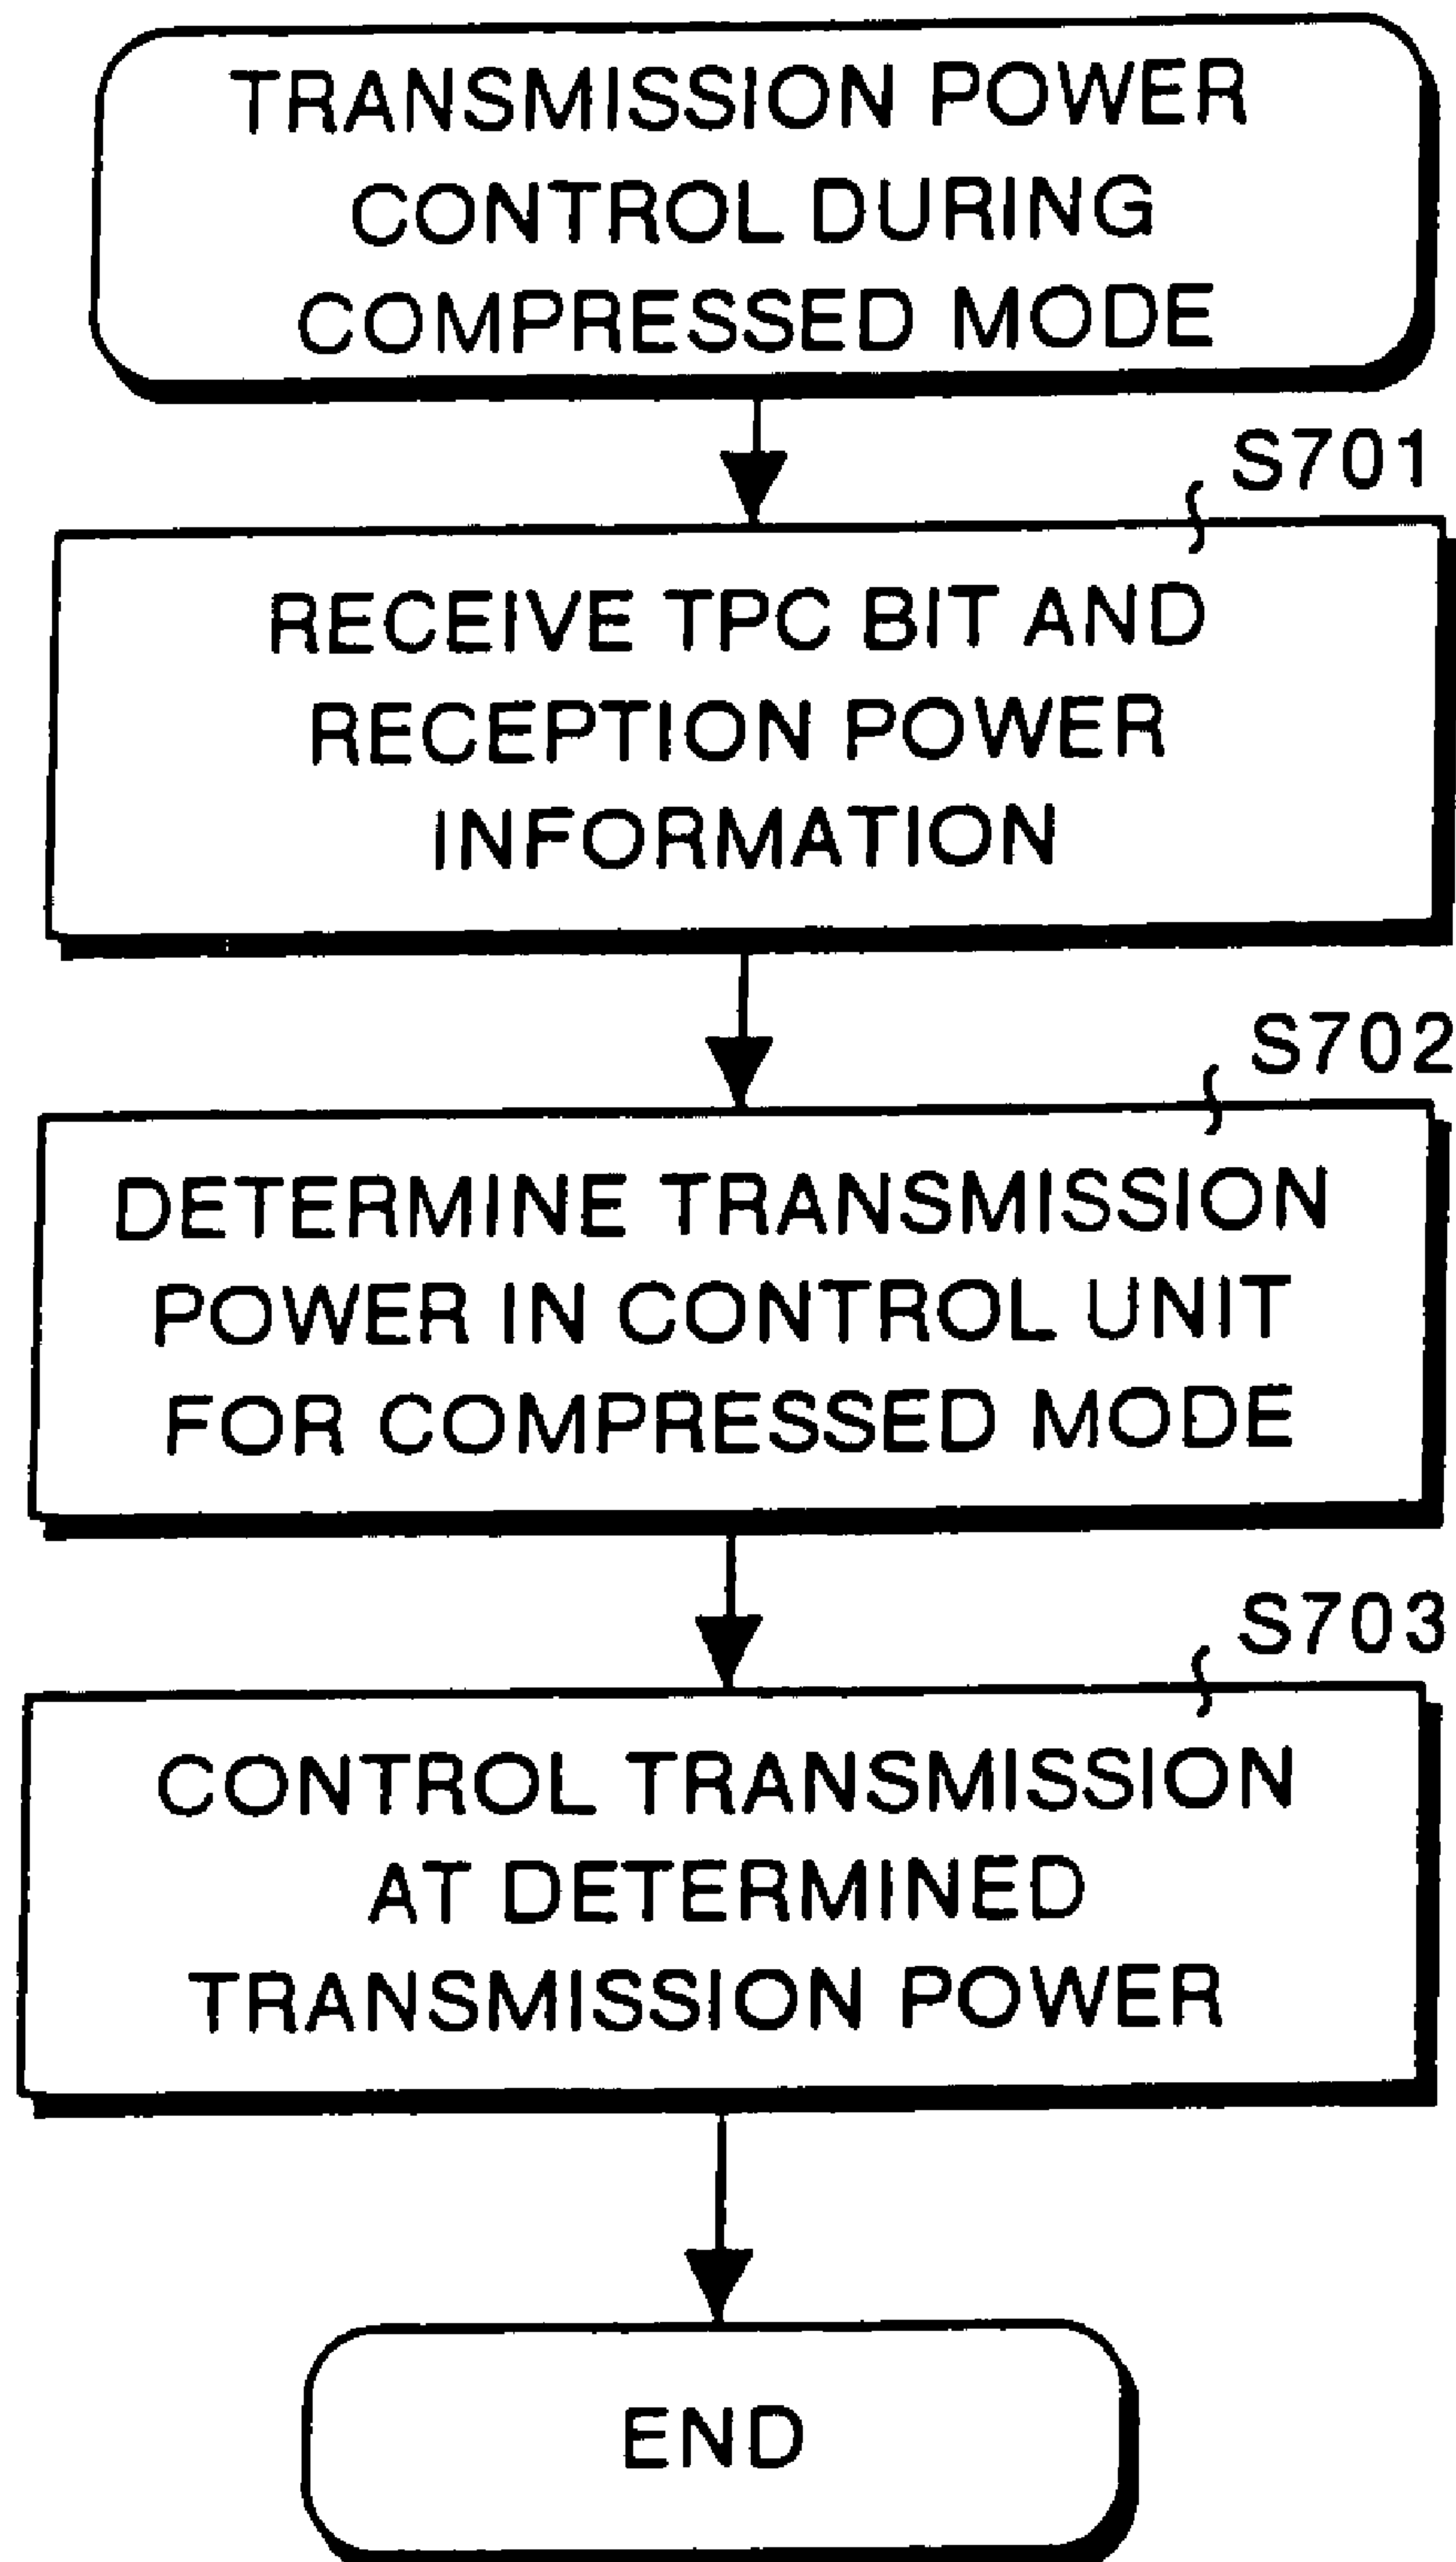 TRANSMISSION POWER
CONTROL DURING
COMPRESSED MODE
S701
RECEIVE TPC BIT AND
RECEPTION POWER
INFORMATION
S702
DETERMINE TRANSMISSION
POWER IN CONTROL UNIT
FOR COMPRESSED MODE
S703
CONTROL TRANSMISSION
AT DETERMINED
TRANSMISSION POWER
END